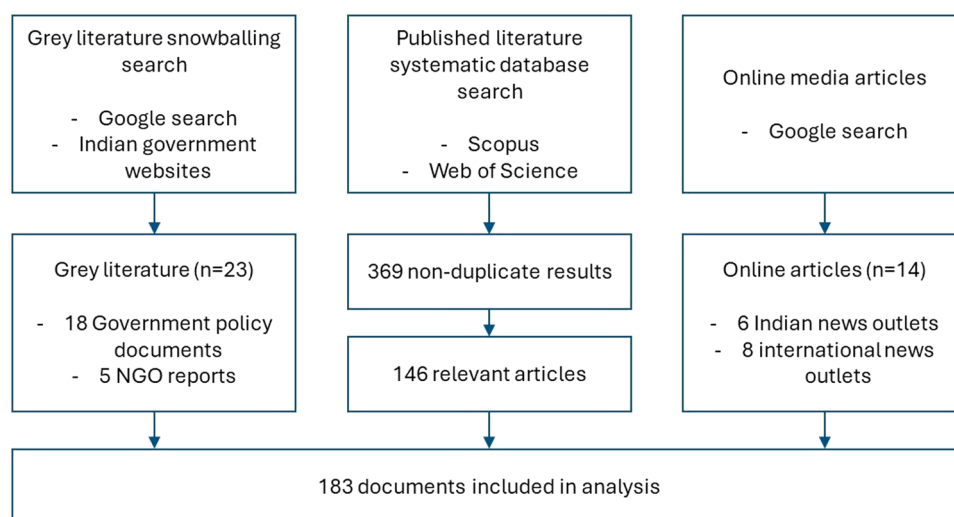 Grey literature snowballing
search
- Google search
- Indian government
websites
Published literature
systematic database
search
- Scopus
- Web of Science
Online media articles
- Google search
Grey literature (n=23)
- 18 Government policy
documents
- 5 NGO reports
369 non-duplicate results
146 relevant articles
Online articles (n=14)
- 6 Indian news outlets
- 8 international news
outlets
183 documents included in analysis